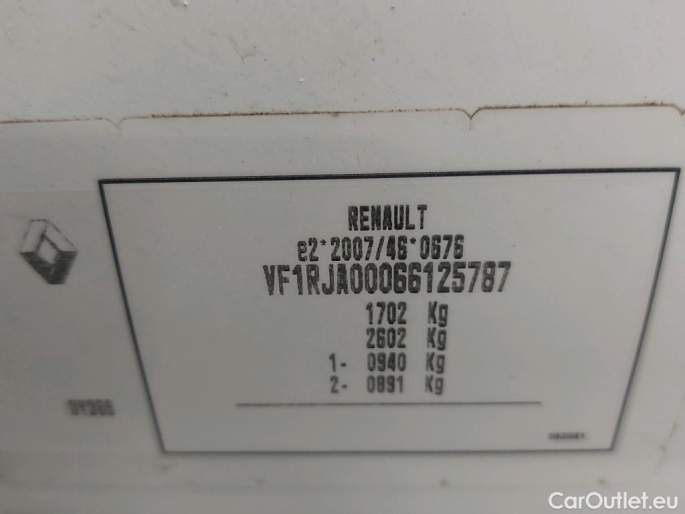 RENAULT
e2*2007/46*0676
VF1RJA00066125787
1702 Kg
2602 Kg
1- 0940 Kg
2- 0891 Kg
CarOutlet.eu